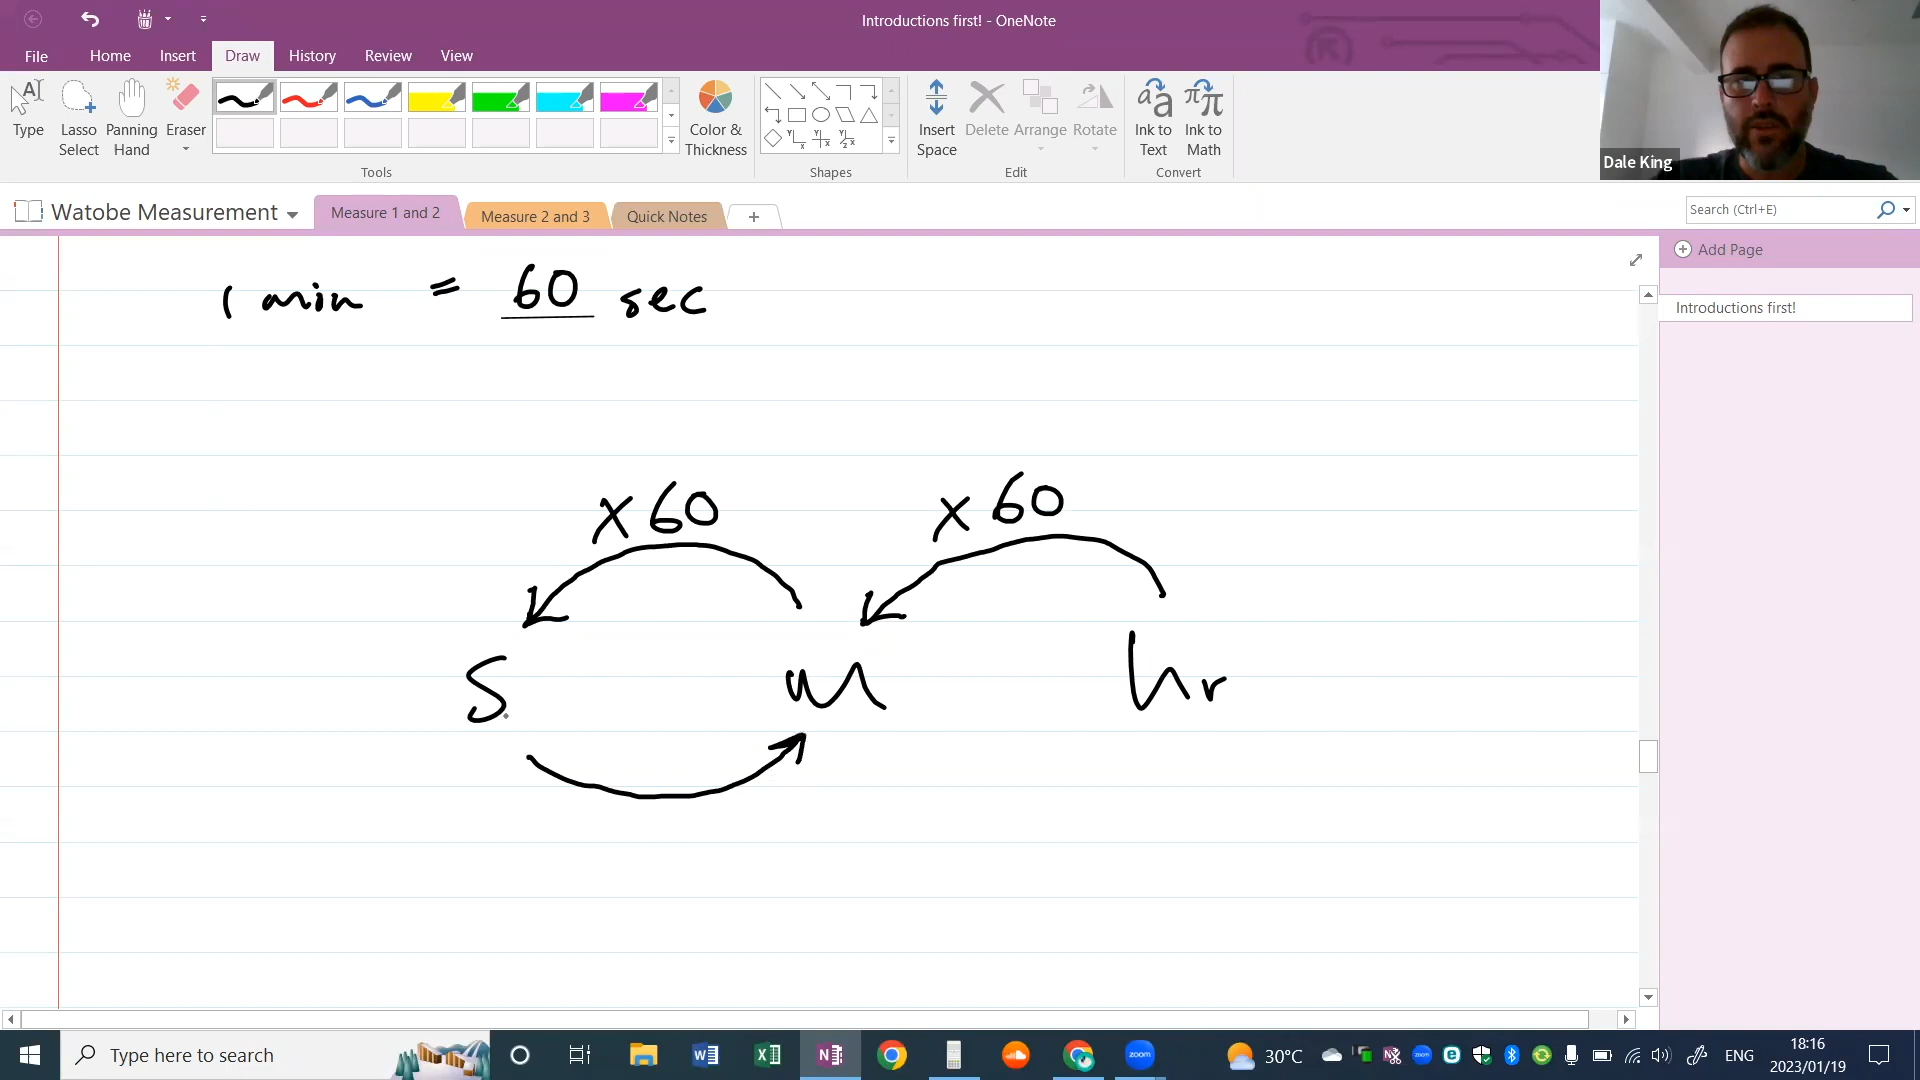 Introductions first! - OneNote
File Home Insert Draw History Review View
Type
Lasso Select
Panning Hand
Eraser
Color & Thickness
Insert Space
Delete
Arrange
Rotate
Ink to Text
Ink to Math
Tools
Shapes
Edit
Convert
Dale King
Watobe Measurement
Measure 1 and 2
Measure 2 and 3
Quick Notes
+
Search (Ctrl+E)
Add Page
Introductions first!
1 min = 60 sec
x 60 x 60
s m hr
Type here to search
30°C
ENG
18:16
2023/01/19